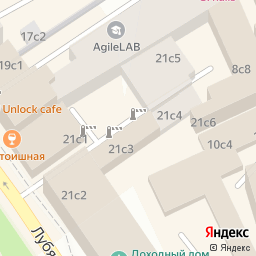 17с2
AgileLAB
19с1
21с5
8с8
Unlock cafe
21с4
21с6
21с1
тоишная
21с3
10с4
21с2
Лубя
Доходный дом
Яндекс